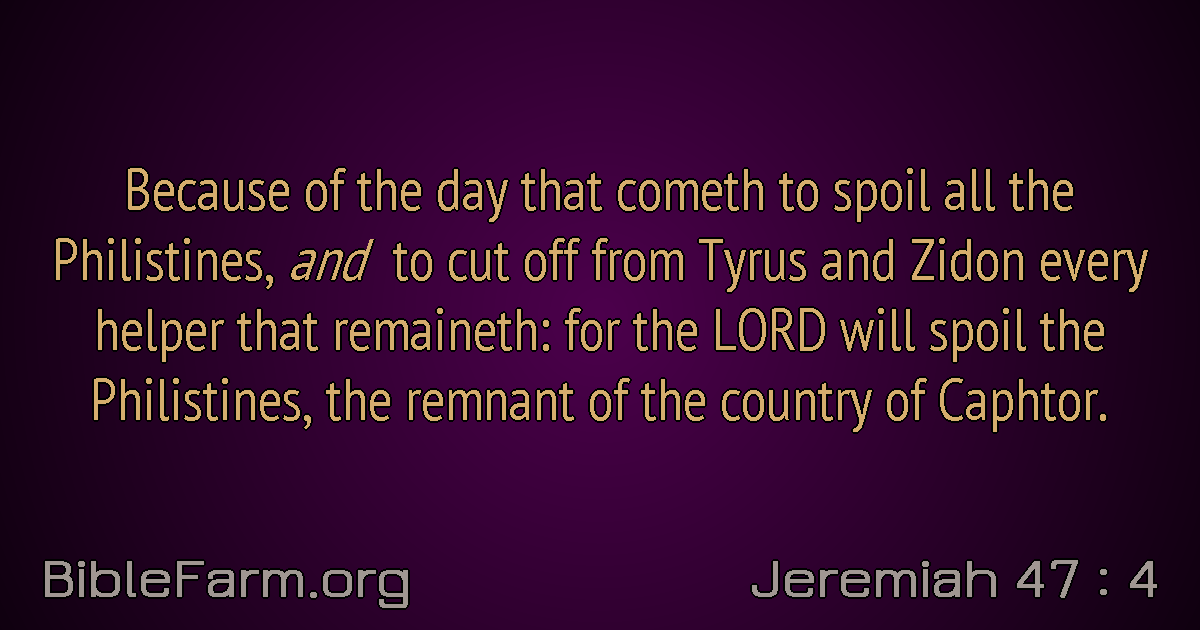 Because of the day that cometh to spoil all the
Philistines, and to cut off from Tyrus and Zidon every
helper that remaineth: for the LORD will spoil the
Philistines, the remnant of the country of Caphtor.
BibleFarm.org
Jeremiah 47 : 4